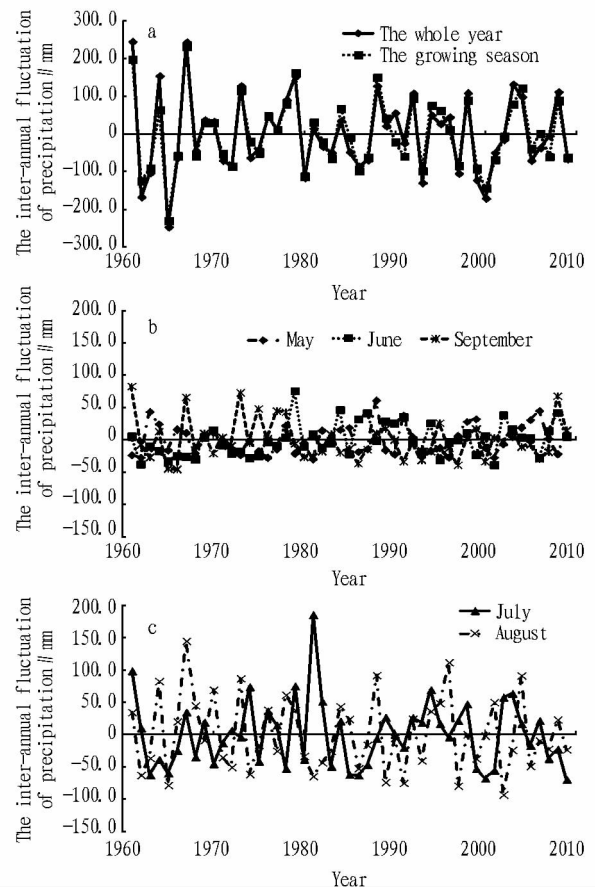 The inter-annual fluctuation
of precipitation∥mm
a
The whole year
The growing season
300.0
200.0
100.0
0
-100.0
-200.0
-300.0
1960
1970
1980
1990
2000
2010
Year
The inter-annual fluctuation
of precipitation∥mm
b
May
June
September
200.0
150.0
100.0
50.0
0
-50.0
-100.0
-150.0
1960
1970
1980
1990
2000
2010
Year
The inter-annual fluctuation
of precipitation∥mm
c
July
August
200.0
150.0
100.0
50.0
0
-50.0
-100.0
-150.0
1960
1970
1980
1990
2000
2010
Year